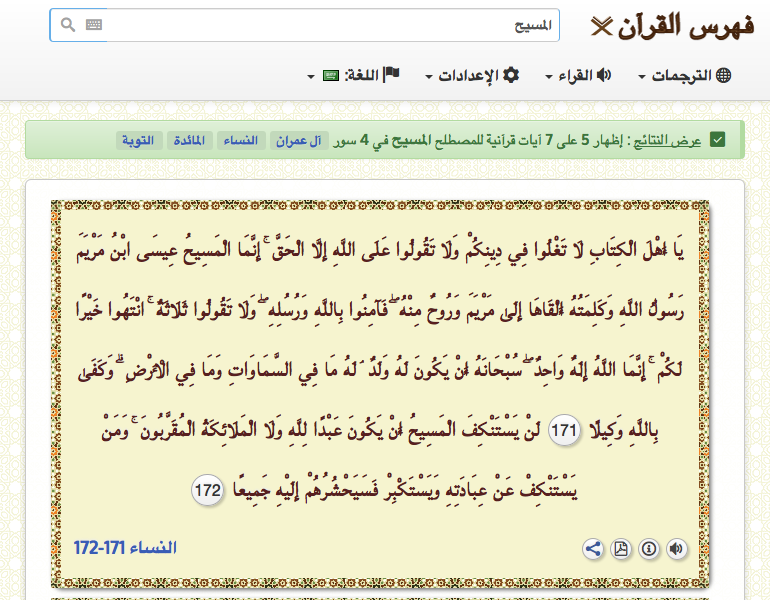 فهرس القرآن
المسيح
الترجمات
القراء
الإعدادات
اللغة:
عرض النتائج : إظهار 5 على 7 آيات قرآنية للمصطلح المسيح في 4 سور آل عمران النساء المائدة التوبة
يَا أَهْلَ الْكِتَابِ لَا تَغْلُوا فِي دِينِكُمْ وَلَا تَقُولُوا عَلَى اللَّهِ إِلَّا الْحَقَّ ۚ إِنَّمَا الْمَسِيحُ عِيسَى ابْنُ مَرْيَمَ
رَسُولُ اللَّهِ وَكَلِمَتُهُ أَلْقَاهَا إِلَىٰ مَرْيَمَ وَرُوحٌ مِنْهُ ۖ فَآمِنُوا بِاللَّهِ وَرُسُلِهِ ۖ وَلَا تَقُولُوا ثَلَاثَةٌ ۚ انْتَهُوا خَيْرًا
لَكُمْ ۚ إِنَّمَا اللَّهُ إِلَٰهٌ وَاحِدٌ ۖ سُبْحَانَهُ أَنْ يَكُونَ لَهُ وَلَدٌ ۘ لَهُ مَا فِي السَّمَاوَاتِ وَمَا فِي الْأَرْضِ ۗ وَكَفَىٰ
بِاللَّهِ وَكِيلًا 171 لَنْ يَسْتَنْكِفَ الْمَسِيحُ أَنْ يَكُونَ عَبْدًا لِلَّهِ وَلَا الْمَلَائِكَةُ الْمُقَرَّبُونَ ۚ وَمَنْ
يَسْتَنْكِفْ عَنْ عِبَادَتِهِ وَيَسْتَكْبِرْ فَسَيَحْشُرُهُمْ إِلَيْهِ جَمِيعًا 172
النساء 171-172